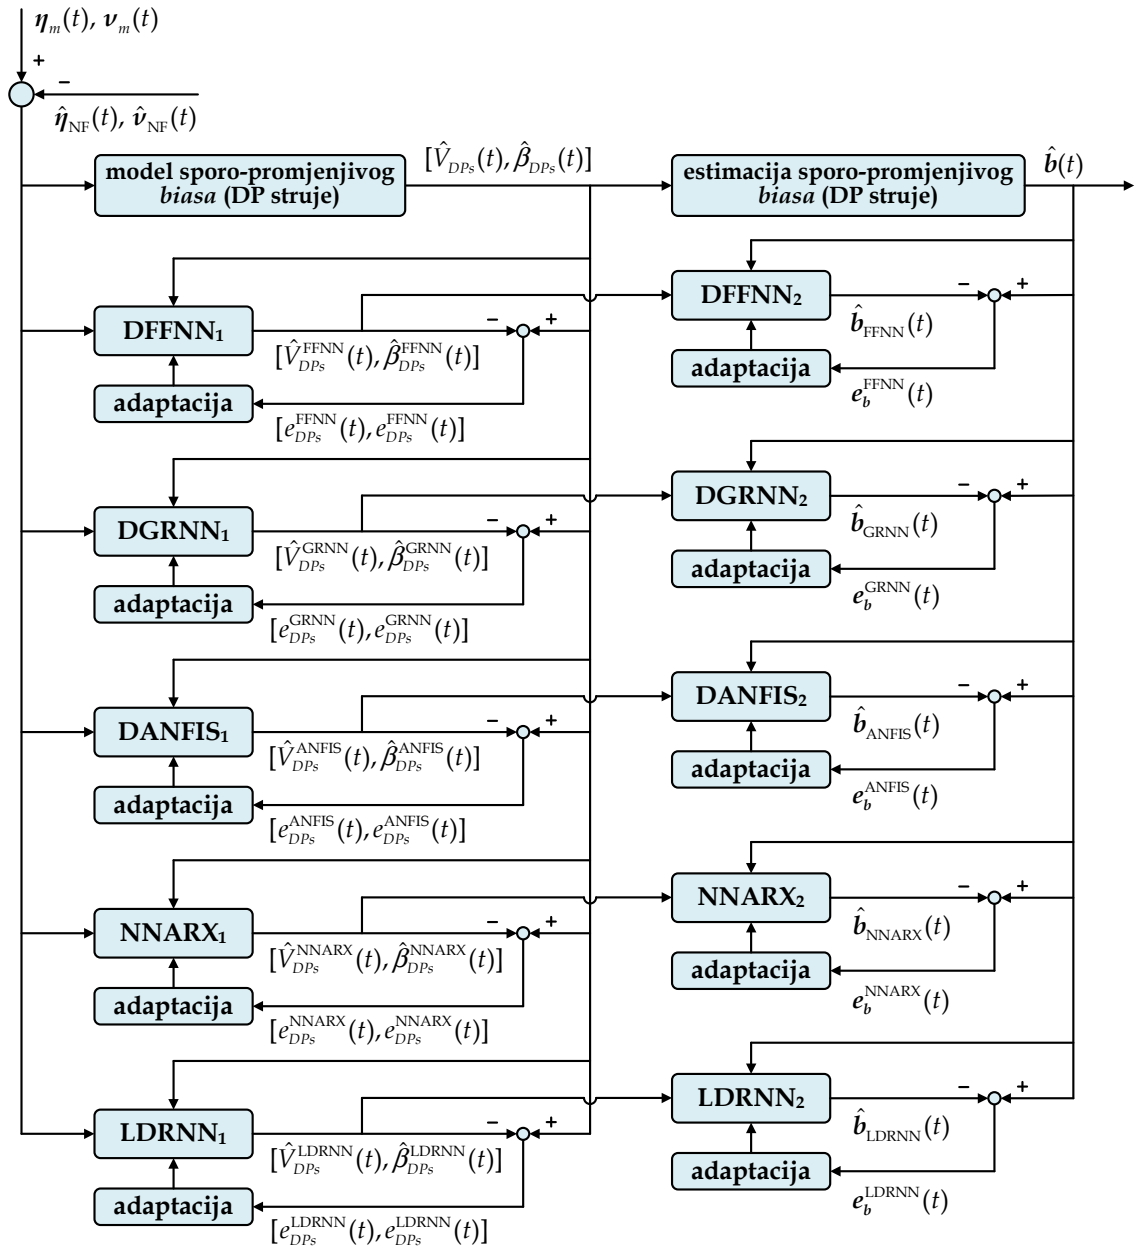 𝜼ₘ(t), 𝝂ₘ(t)
+
−
𝜼̂_NF(t), 𝝂̂_NF(t)
model sporo-promjenjivog
biasa (DP struje)
[V̂_DPs(t), β̂_DPs(t)]
estimacija sporo-promjenjivog
biasa (DP struje)
b̂(t)
DFFNN₁
− +
[V̂_DPs^FFNN(t), β̂_DPs^FFNN(t)]
adaptacija
[e_DPs^FFNN(t), e_DPs^FFNN(t)]
DFFNN₂
− +
b̂_FFNN(t)
adaptacija
e_b^FFNN(t)
DGRNN₁
− +
[V̂_DPs^GRNN(t), β̂_DPs^GRNN(t)]
adaptacija
[e_DPs^GRNN(t), e_DPs^GRNN(t)]
DGRNN₂
− +
b̂_GRNN(t)
adaptacija
e_b^GRNN(t)
DANFIS₁
− +
[V̂_DPs^ANFIS(t), β̂_DPs^ANFIS(t)]
adaptacija
[e_DPs^ANFIS(t), e_DPs^ANFIS(t)]
DANFIS₂
− +
b̂_ANFIS(t)
adaptacija
e_b^ANFIS(t)
NNARX₁
− +
[V̂_DPs^NNARX(t), β̂_DPs^NNARX(t)]
adaptacija
[e_DPs^NNARX(t), e_DPs^NNARX(t)]
NNARX₂
− +
b̂_NNARX(t)
adaptacija
e_b^NNARX(t)
LDRNN₁
− +
[V̂_DPs^LDRNN(t), β̂_DPs^LDRNN(t)]
adaptacija
[e_DPs^LDRNN(t), e_DPs^LDRNN(t)]
LDRNN₂
− +
b̂_LDRNN(t)
adaptacija
e_b^LDRNN(t)